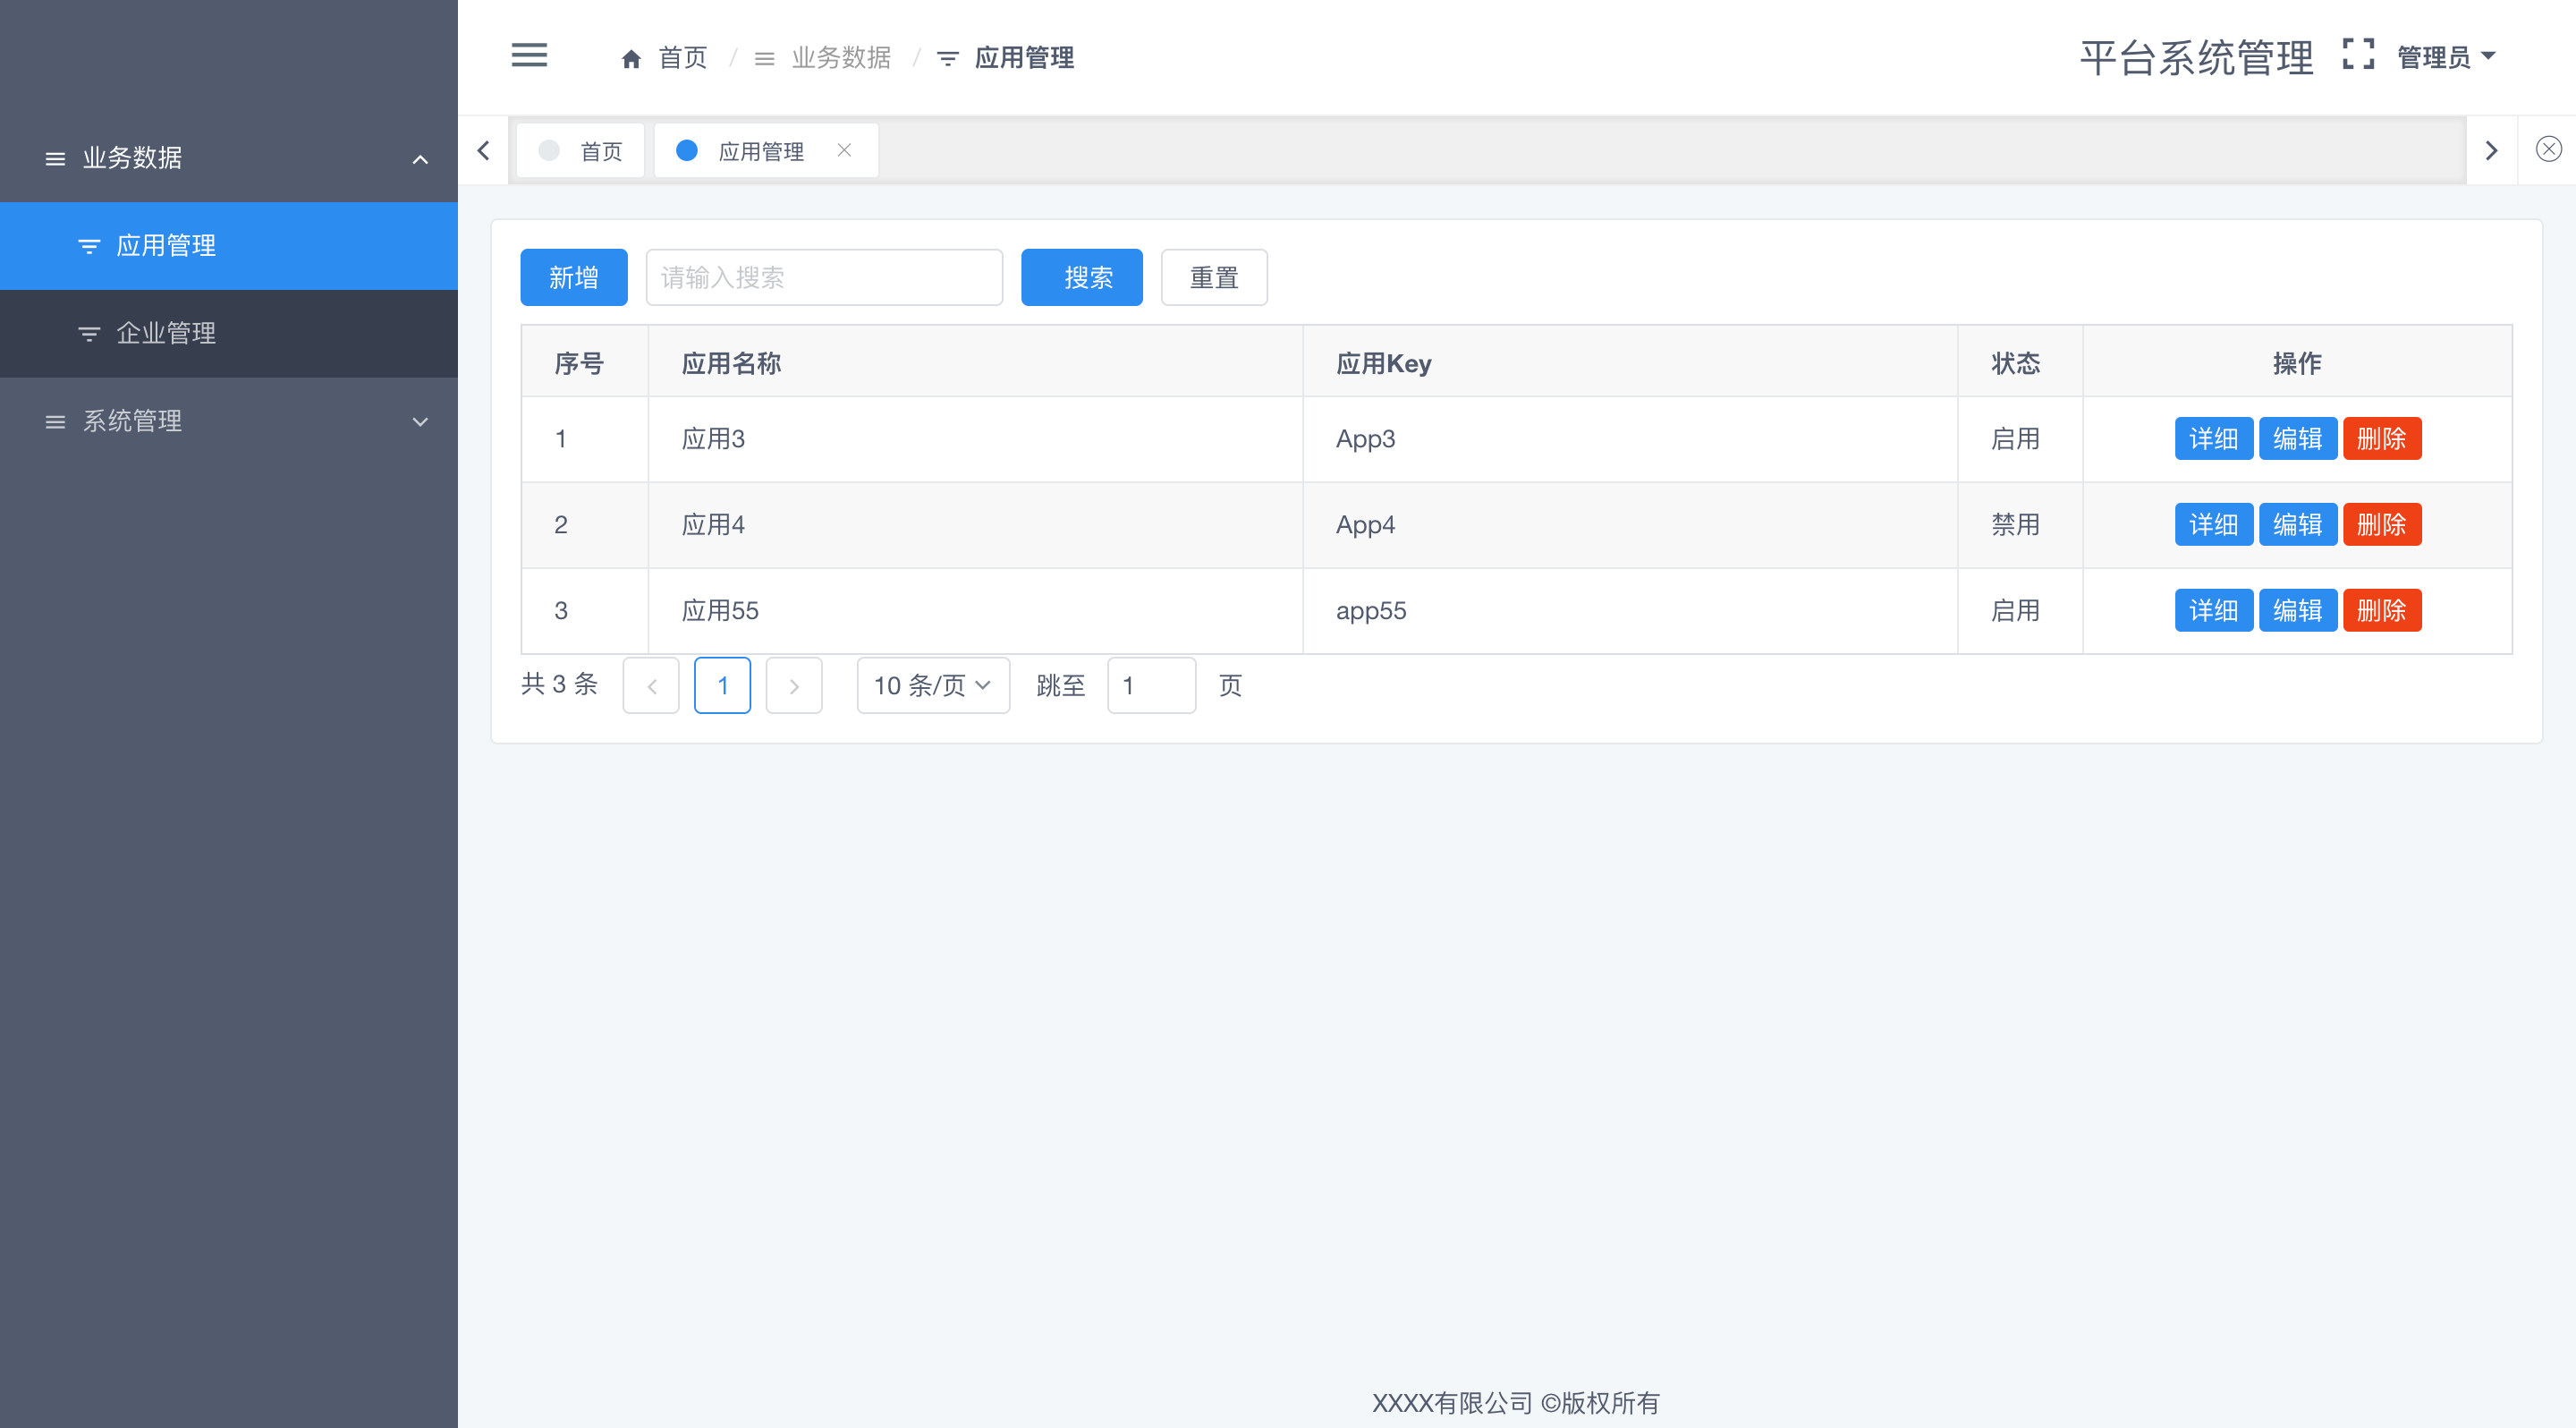 首页 / 业务数据 / 应用管理
平台系统管理 管理员
业务数据
应用管理
企业管理
系统管理
首页 应用管理
新增 请输入搜索 搜索 重置
序号 应用名称 应用Key 状态 操作
1 应用3 App3 启用 详细 编辑 删除
2 应用4 App4 禁用 详细 编辑 删除
3 应用55 app55 启用 详细 编辑 删除
共 3 条 1 10 条/页 跳至 1 页
XXXX有限公司 ©版权所有